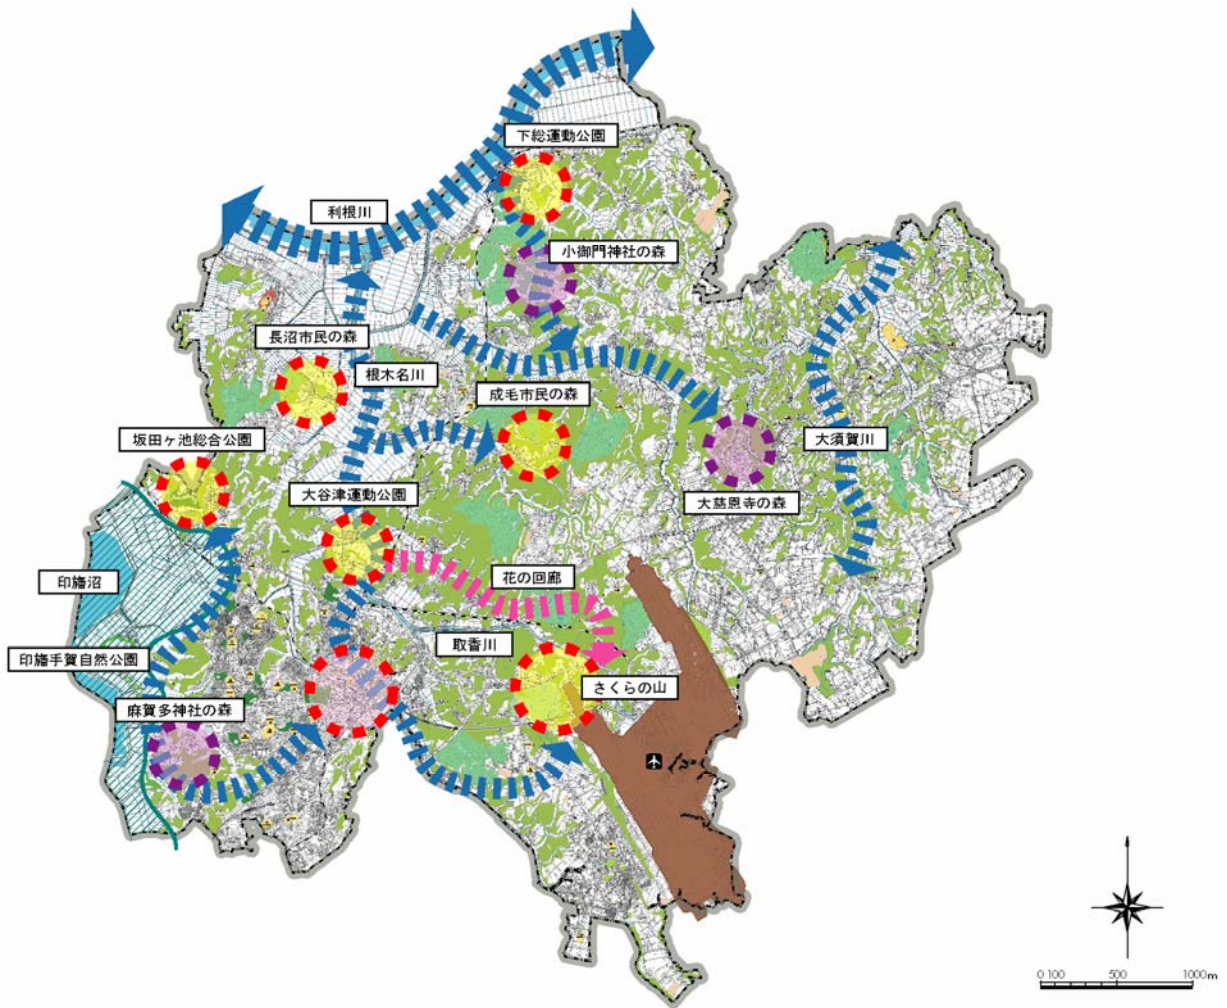 下総運動公園
利根川
小御門神社の森
長沼市民の森
根木名川
成毛市民の森
坂田ヶ池総合公園
大須賀川
大谷津運動公園
大慈恩寺の森
印旛沼
花の回廊
取香川
印旛手賀自然公園
さくらの山
麻賀多神社の森
0 100 500 1000m